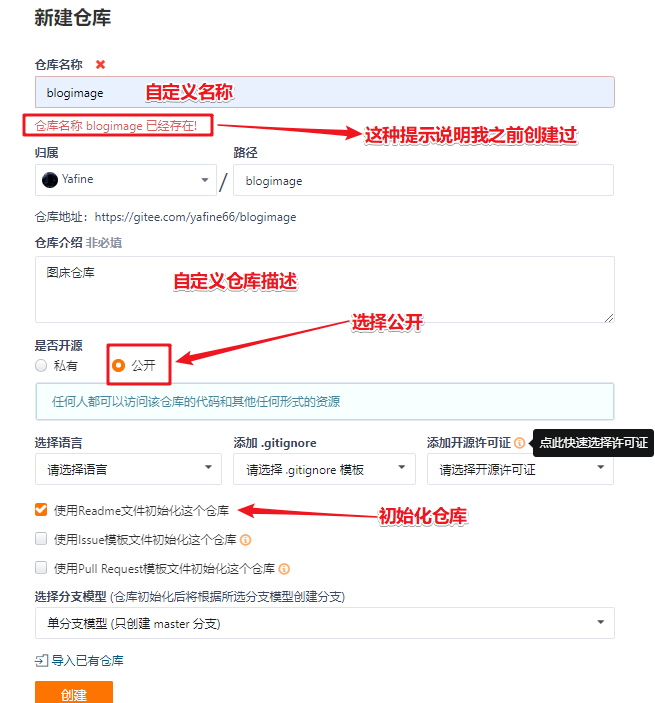 新建仓库
仓库名称
blogimage 自定义名称
仓库名称 blogimage 已经存在!
这种提示说明我之前创建过
归属 路径
Yafine / blogimage
仓库地址：https://gitee.com/yafine66/blogimage
仓库介绍 非必填
图床仓库
自定义仓库描述
选择公开
是否开源
私有 公开
任何人都可以访问该仓库的代码和其他任何形式的资源
选择语言 添加 .gitignore 添加开源许可证 点此快速选择许可证
请选择语言 请选择 .gitignore 模板 请选择开源许可证
使用Readme文件初始化这个仓库
初始化仓库
使用Issue模板文件初始化这个仓库
使用Pull Request模板文件初始化这个仓库
选择分支模型 (仓库初始化后将根据所选分支模型创建分支)
单分支模型 (只创建 master 分支)
导入已有仓库
创建